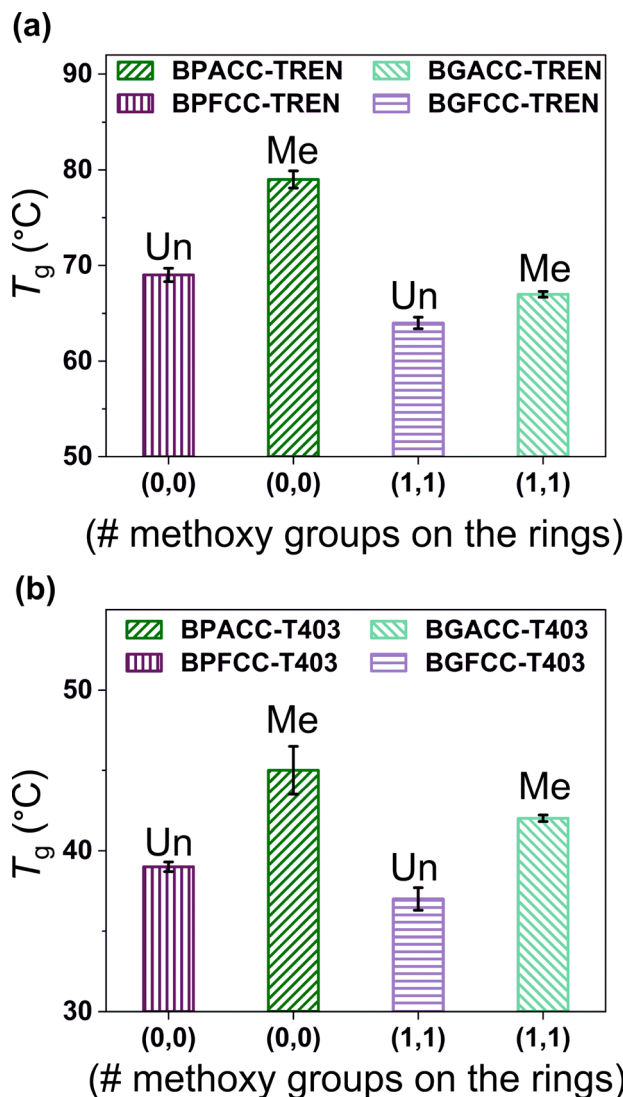 (a)
BPACC-TREN BGACC-TREN
BPFCC-TREN BGFCC-TREN
90
80
70
60
50
Tg (°C)
Un
Me
Un
Me
(0,0) (0,0) (1,1) (1,1)
(# methoxy groups on the rings)
(b)
BPACC-T403 BGACC-T403
BPFCC-T403 BGFCC-T403
50
40
30
Tg (°C)
Un
Me
Un
Me
(0,0) (0,0) (1,1) (1,1)
(# methoxy groups on the rings)